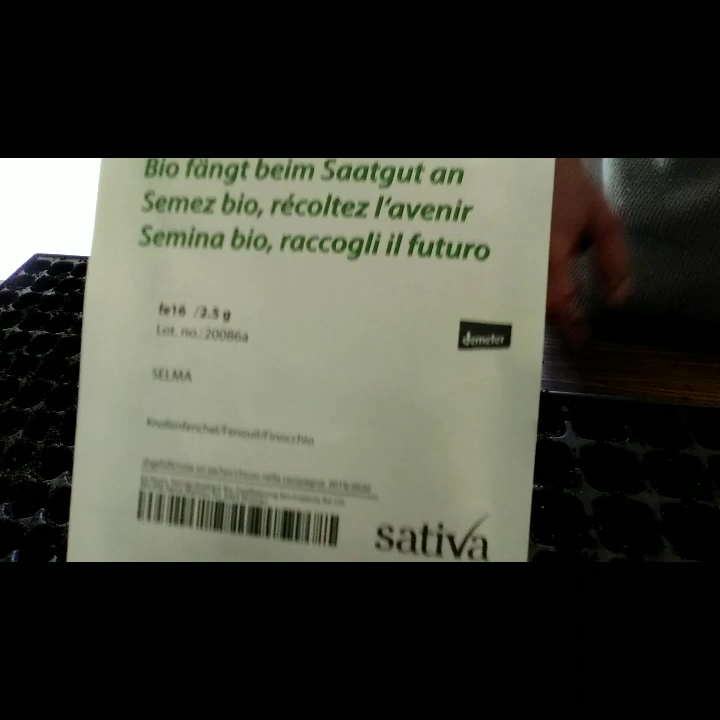 Bio fängt beim Saatgut an
Semez bio, récoltez l'avenir
Semina bio, raccogli il futuro
fe16 /2.5 g
Lot. no.: 20086a
demeter
SELMA
Knollenfenchel/Fenouil/Finocchio
sativa